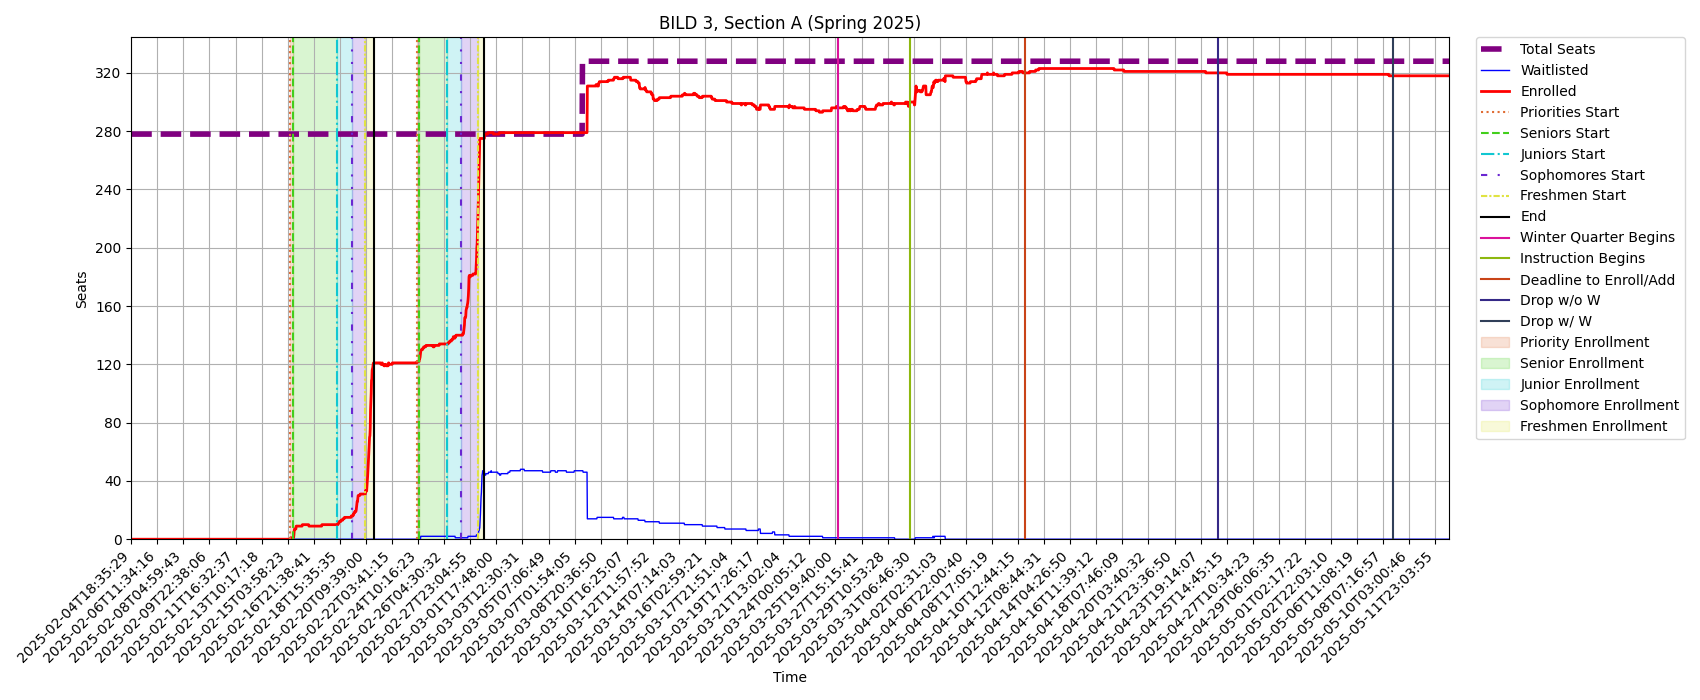 BILD 3, Section A (Spring 2025)
Seats
320
280
240
200
160
120
80
40
0
2025-02-04T18:35:29
2025-02-06T11:34:16
2025-02-08T04:59:43
2025-02-09T22:38:06
2025-02-11T16:32:37
2025-02-13T10:17:18
2025-02-15T03:58:23
2025-02-16T21:38:41
2025-02-18T15:35:35
2025-02-20T09:39:00
2025-02-22T03:41:15
2025-02-24T10:16:23
2025-02-26T04:30:32
2025-02-27T23:04:55
2025-03-01T17:48:00
2025-03-03T12:30:31
2025-03-05T07:06:49
2025-03-07T01:54:05
2025-03-08T20:36:50
2025-03-10T16:25:07
2025-03-12T11:57:52
2025-03-14T07:14:03
2025-03-16T02:59:21
2025-03-17T21:51:04
2025-03-19T17:26:17
2025-03-21T13:02:04
2025-03-24T00:05:12
2025-03-25T19:40:00
2025-03-27T15:15:41
2025-03-29T10:53:28
2025-03-31T06:46:30
2025-04-02T02:31:03
2025-04-06T22:00:40
2025-04-08T17:05:19
2025-04-10T12:44:15
2025-04-12T08:44:31
2025-04-14T04:26:50
2025-04-16T11:39:12
2025-04-18T07:46:09
2025-04-20T03:40:32
2025-04-21T23:36:50
2025-04-23T19:14:07
2025-04-25T14:45:15
2025-04-27T10:34:23
2025-04-29T06:06:35
2025-05-01T02:17:22
2025-05-02T22:03:10
2025-05-06T11:08:19
2025-05-08T07:16:57
2025-05-10T03:00:46
2025-05-11T23:03:55
Time
Total Seats
Waitlisted
Enrolled
Priorities Start
Seniors Start
Juniors Start
Sophomores Start
Freshmen Start
End
Winter Quarter Begins
Instruction Begins
Deadline to Enroll/Add
Drop w/o W
Drop w/ W
Priority Enrollment
Senior Enrollment
Junior Enrollment
Sophomore Enrollment
Freshmen Enrollment